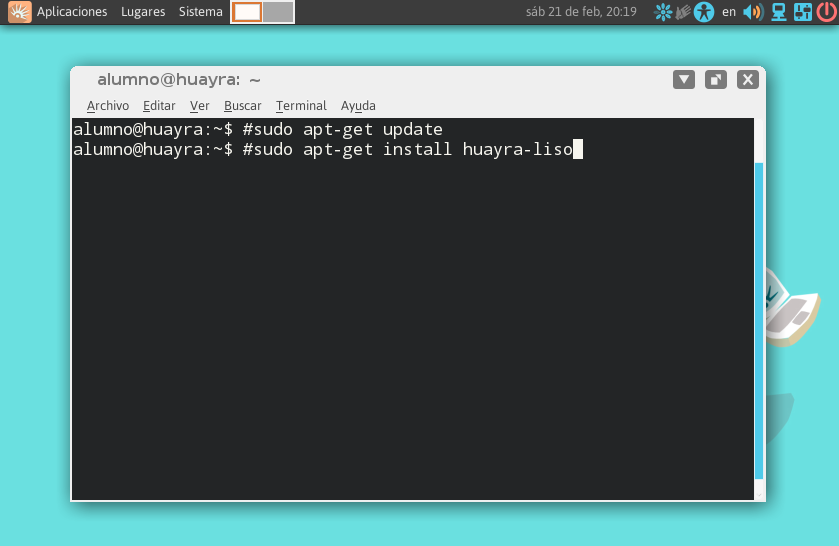 Aplicaciones Lugares Sistema sáb 21 de feb, 20:19 en
alumno@huayra: ~
Archivo Editar Ver Buscar Terminal Ayuda
alumno@huayra:~$ #sudo apt-get update
alumno@huayra:~$ #sudo apt-get install huayra-liso